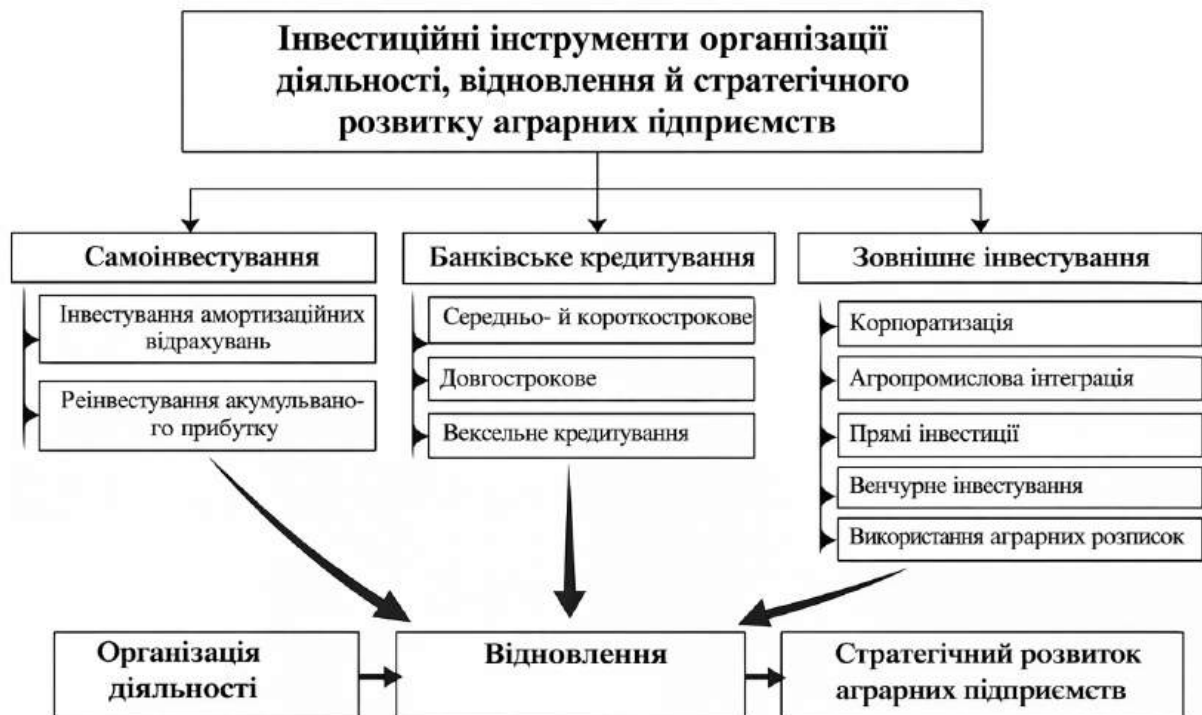 Інвестиційні інструменти органіізації
діяльності, відновлення й стратегічного
розвитку аграрних підприємств
Самоінвестування
Інвестування амортизаційних
відрахувань
Реінвестування акумульвано-
го прибутку
Банківське кредитування
Середньо- й короткострокове
Довгострокове
Вексельне кредитування
Зовнішнє інвестування
Корпоратизація
Агропромислова інтеграція
Прямі інвестиції
Венчурне інвестування
Використання аграрних розписок
Організація
діяльності
Відновлення
Стратегічний розвиток
аграрних підприємств